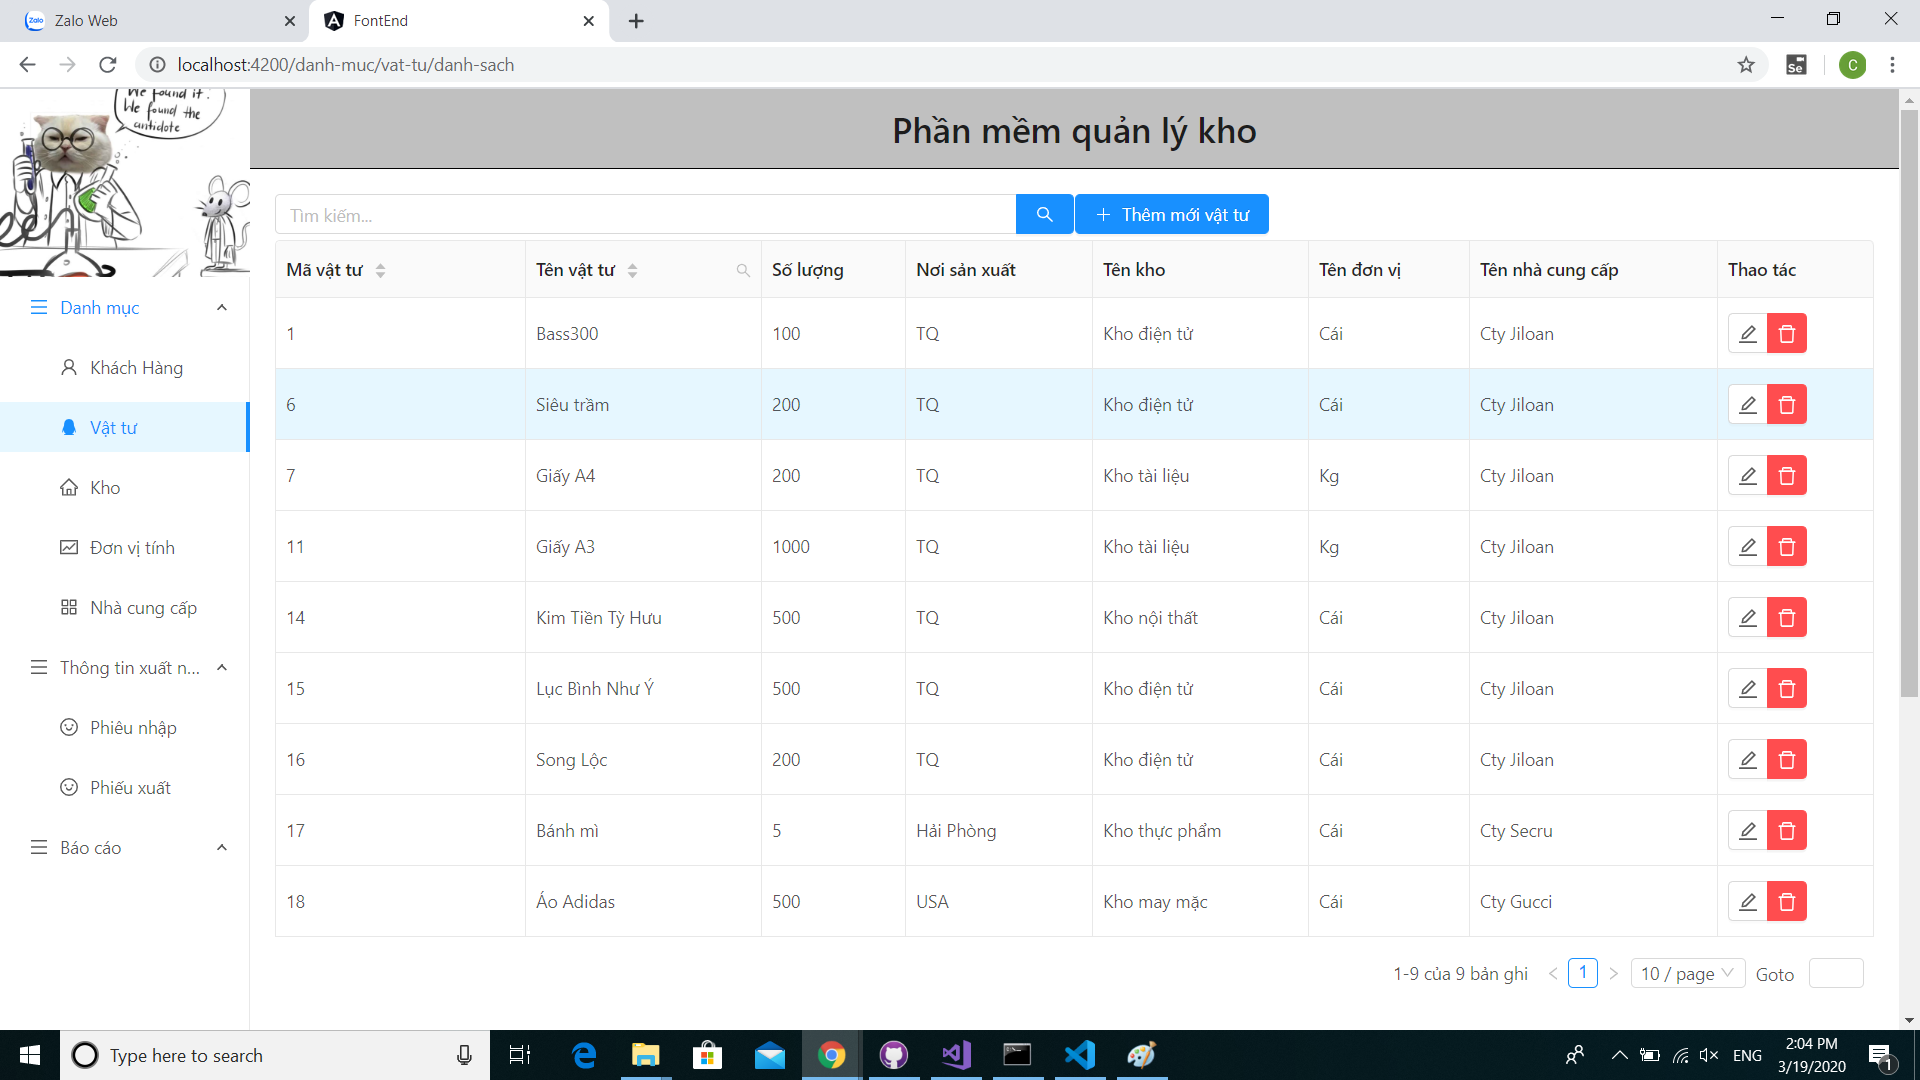 Zalo Web
FontEnd
localhost:4200/danh-muc/vat-tu/danh-sach
Se
C
We found it!
We found the
antidote
Phần mềm quản lý kho
Tìm kiếm...
Thêm mới vật tư
Danh mục
Khách Hàng
Vật tư
Kho
Đơn vị tính
Nhà cung cấp
Thông tin xuất n...
Phiêu nhập
Phiếu xuất
Báo cáo
Mã vật tư Tên vật tư Số lượng Nơi sản xuất Tên kho Tên đơn vị Tên nhà cung cấp Thao tác
1 Bass300 100 TQ Kho điện tử Cái Cty Jiloan
6 Siêu trầm 200 TQ Kho điện tử Cái Cty Jiloan
7 Giấy A4 200 TQ Kho tài liệu Kg Cty Jiloan
11 Giấy A3 1000 TQ Kho tài liệu Kg Cty Jiloan
14 Kim Tiền Tỳ Hưu 500 TQ Kho nội thất Cái Cty Jiloan
15 Lục Bình Như Ý 500 TQ Kho điện tử Cái Cty Jiloan
16 Song Lộc 200 TQ Kho điện tử Cái Cty Jiloan
17 Bánh mì 5 Hải Phòng Kho thực phẩm Cái Cty Secru
18 Áo Adidas 500 USA Kho may mặc Cái Cty Gucci
1-9 của 9 bản ghi 1 10 / page Goto
Type here to search
ENG
2:04 PM
3/19/2020
1